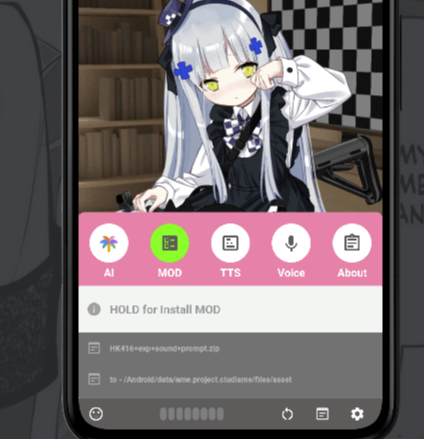 AI MOD TTS Voice About
HOLD for Install MOD
HK416+exp+sound+prompt.zip
to - /Android/data/ame.project.cludisme/files/asset
MY
ME
AN